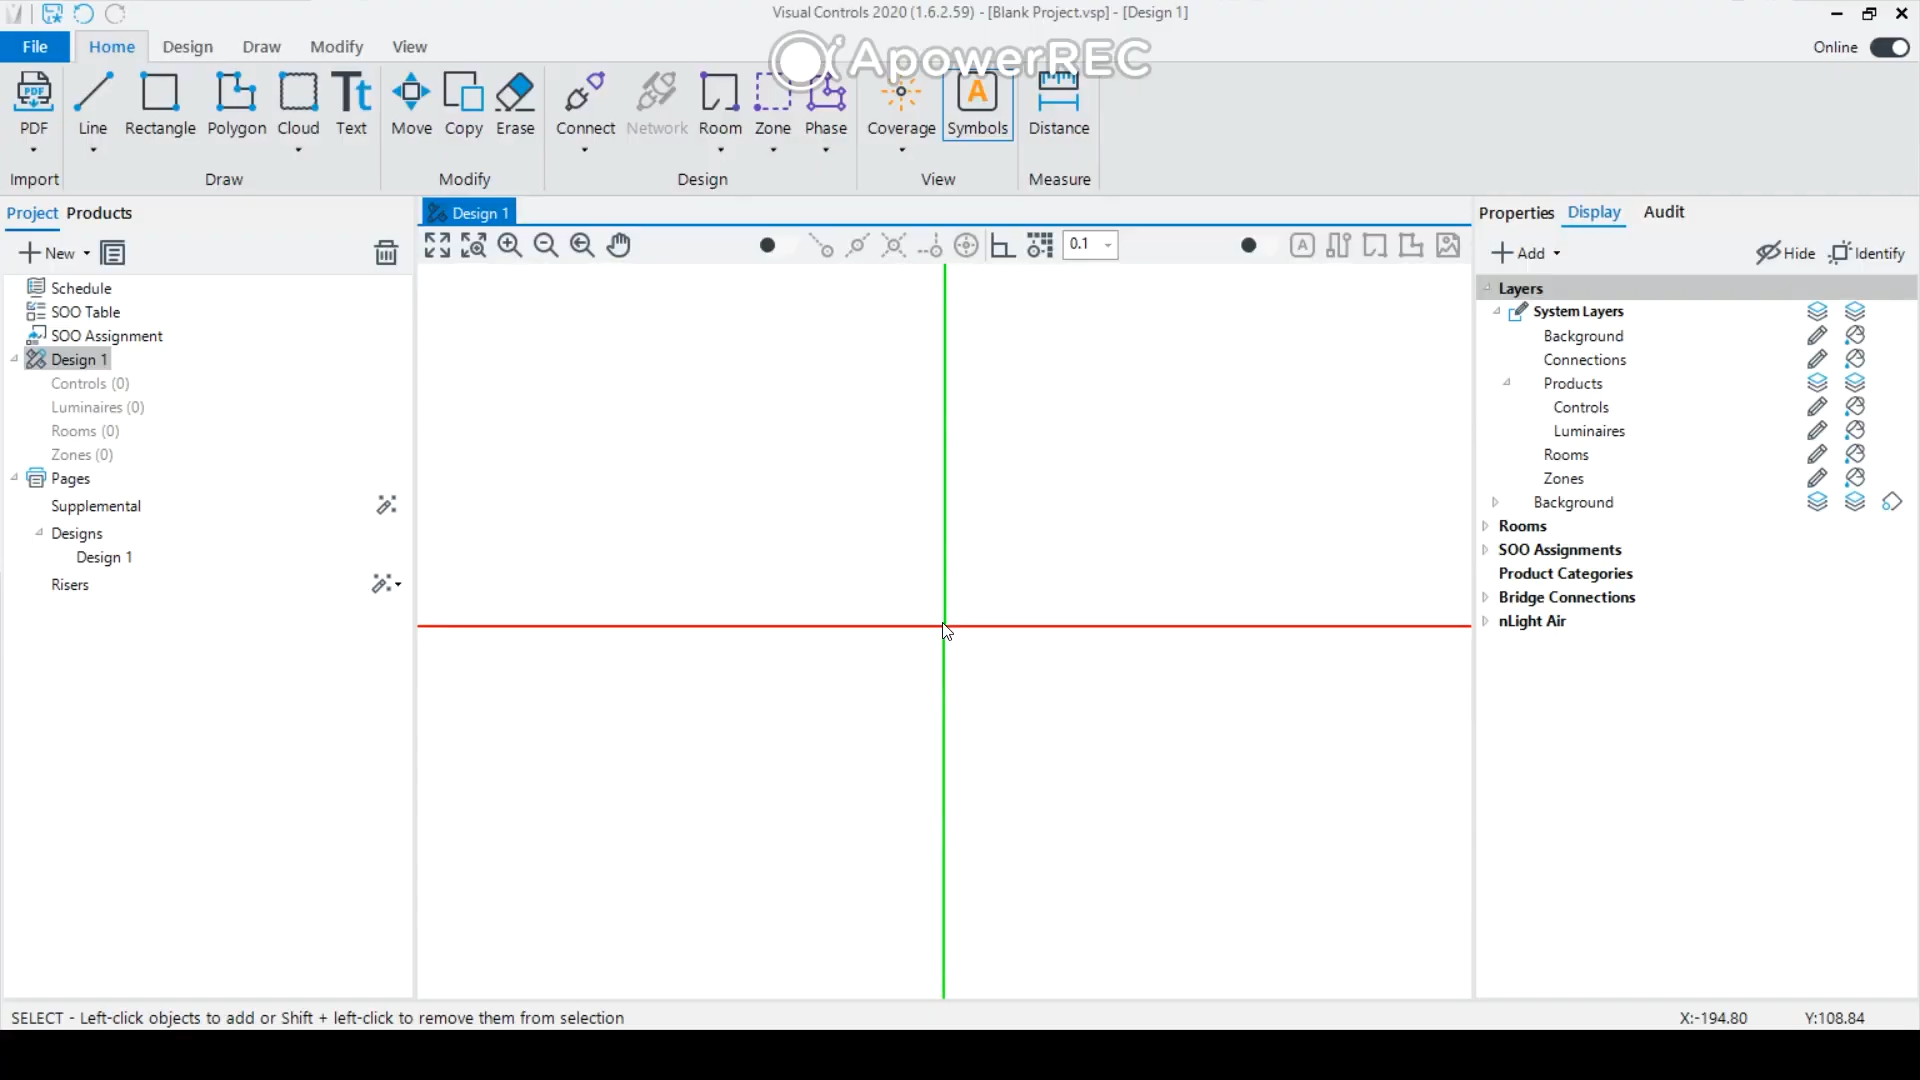 Visual Controls 2020 (1.6.2.59) - [Blank Project.vsp] - [Design 1]
File Home Design Draw Modify View Online
ApowerREC
PDF Line Rectangle Polygon Cloud Text Move Copy Erase Connect Network Room Zone Phase Coverage A Symbols Distance
Import Draw Modify Design View Measure
Project Products
New
Schedule
SOO Table
SOO Assignment
Design 1
Controls (0)
Luminaires (0)
Rooms (0)
Zones (0)
Pages
Supplemental
Designs
Design 1
Risers
Design 1
0.1 A
Properties Display Audit
Add Hide Identify
Layers
System Layers
Background
Connections
Products
Controls
Luminaires
Rooms
Zones
Background
Rooms
SOO Assignments
Product Categories
Bridge Connections
nLight Air
SELECT - Left-click objects to add or Shift + left-click to remove them from selection X:-194.80 Y:108.84